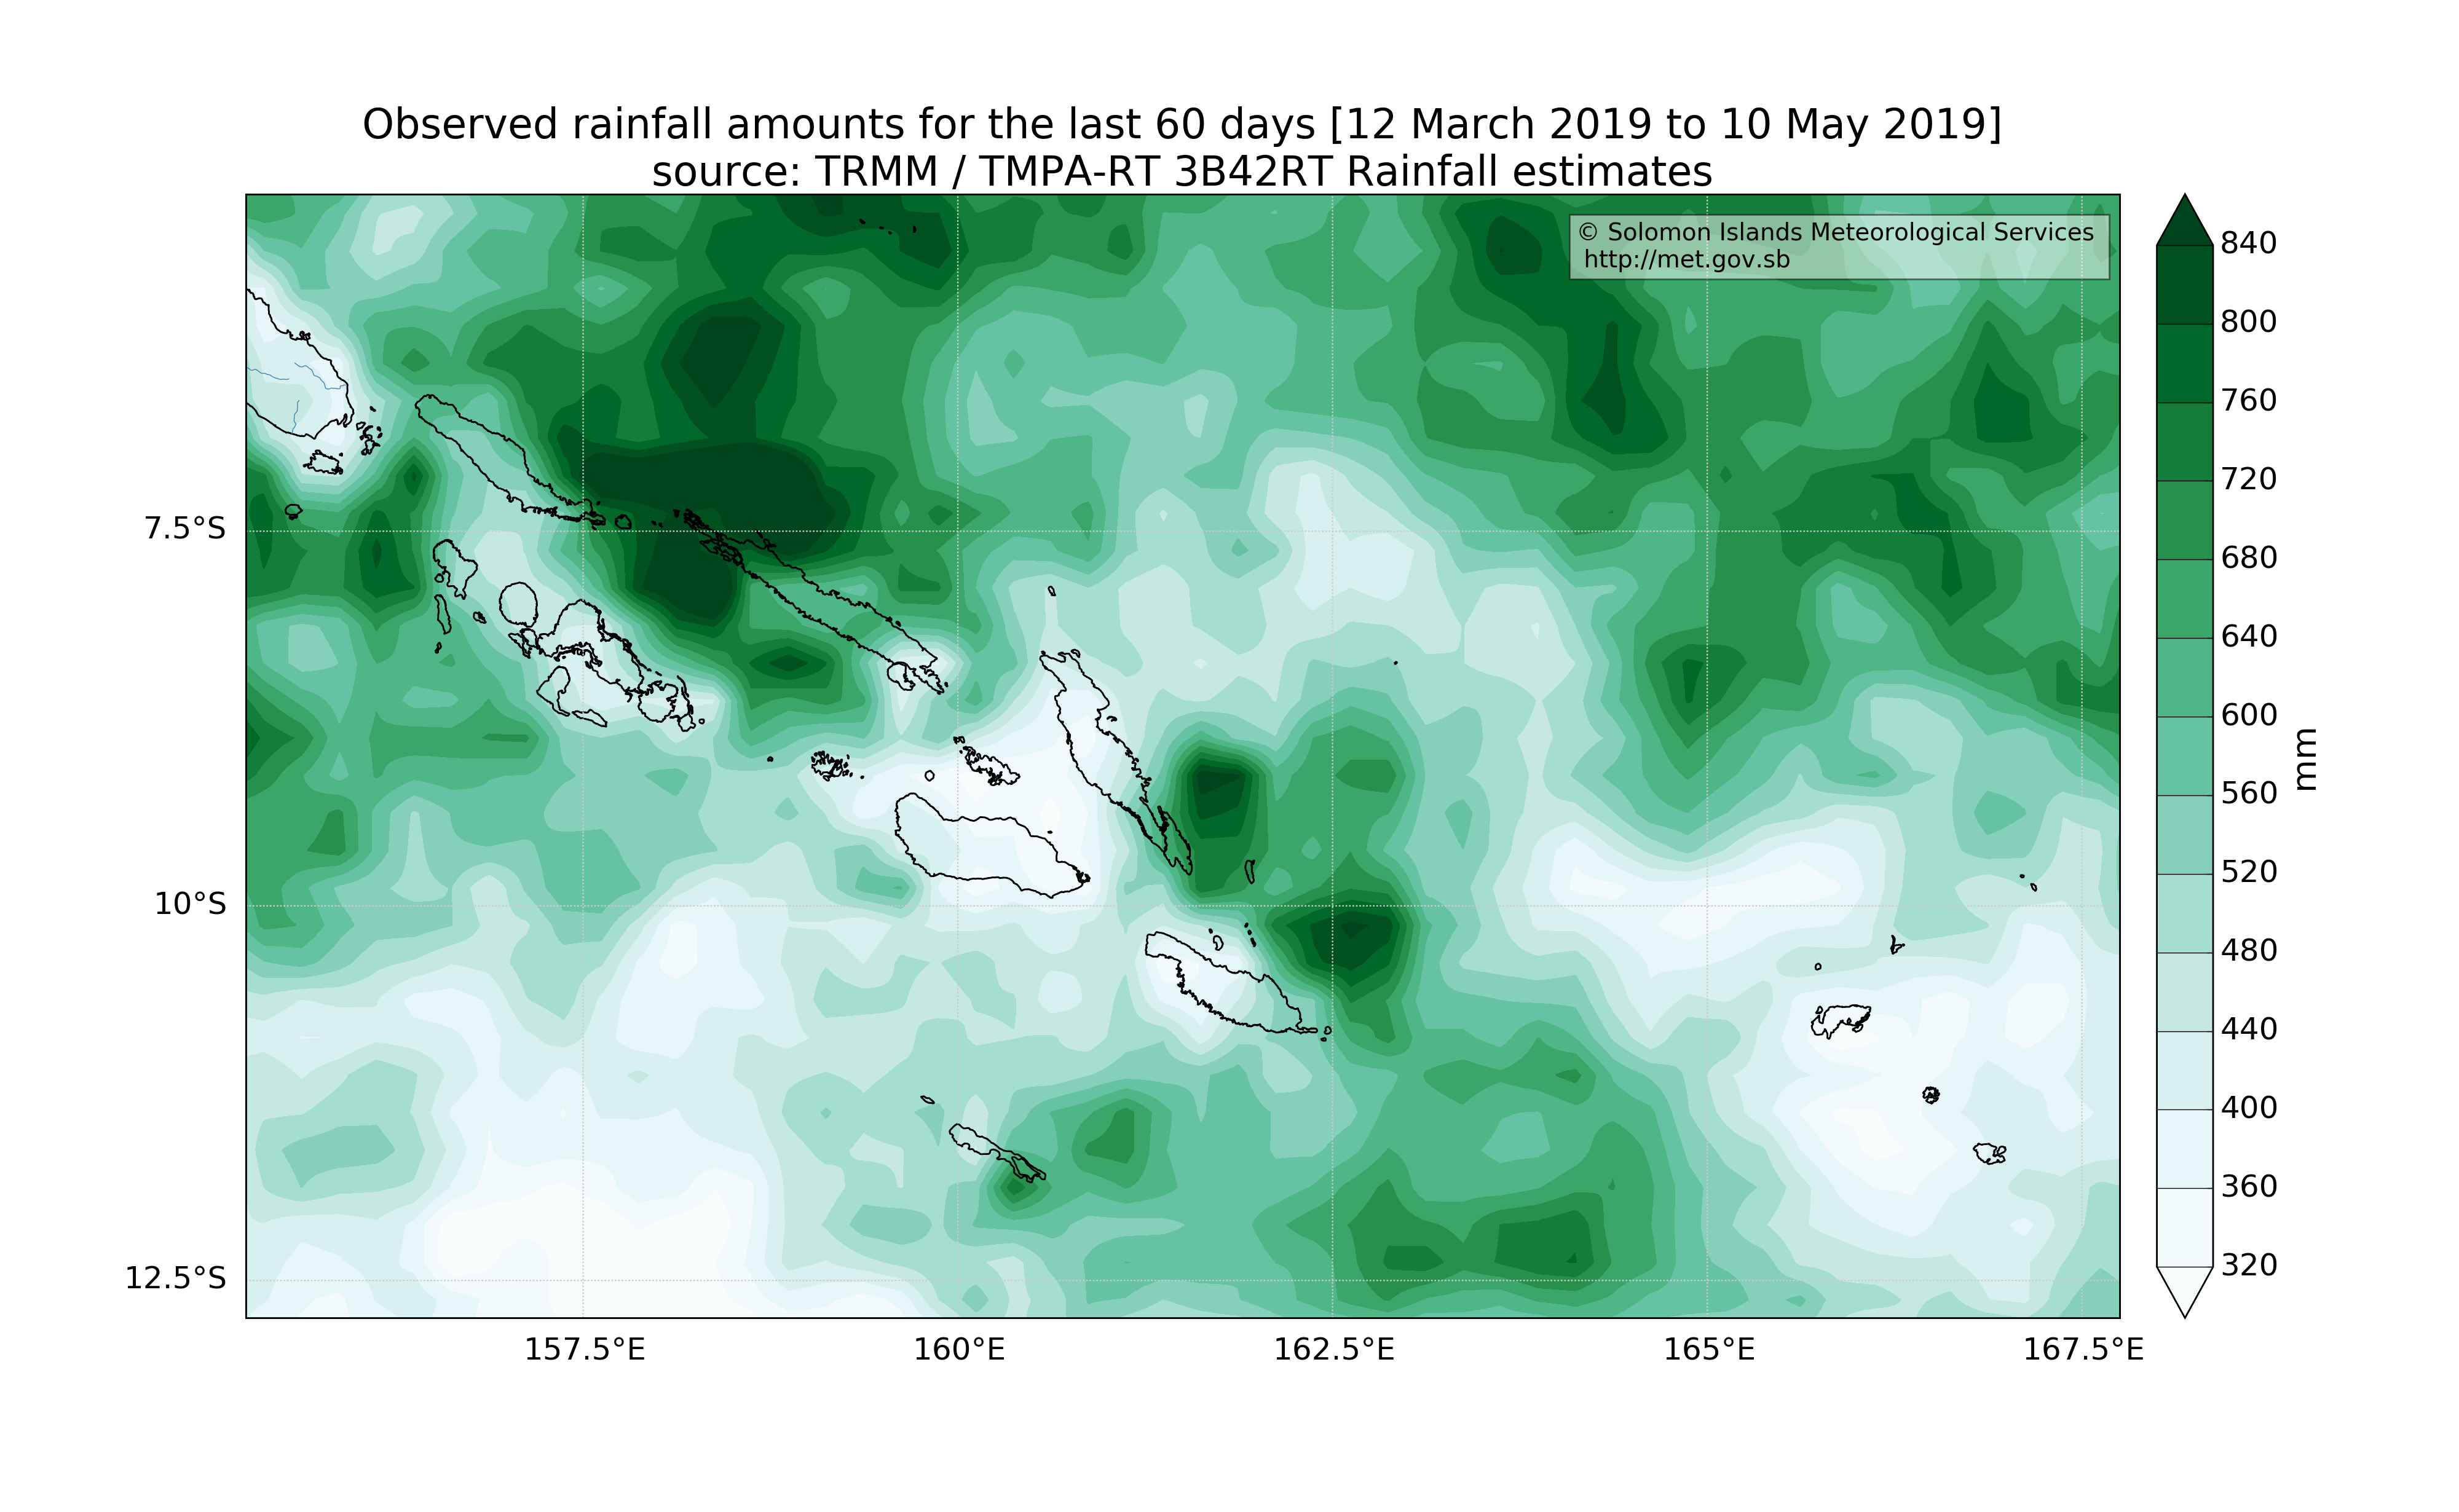 Observed rainfall amounts for the last 60 days [12 March 2019 to 10 May 2019]
source: TRMM / TMPA-RT 3B42RT Rainfall estimates
© Solomon Islands Meteorological Services
http://met.gov.sb
7.5°S
10°S
12.5°S
157.5°E
160°E
162.5°E
165°E
167.5°E
840
800
760
720
680
640
600
560
520
480
440
400
360
320
mm